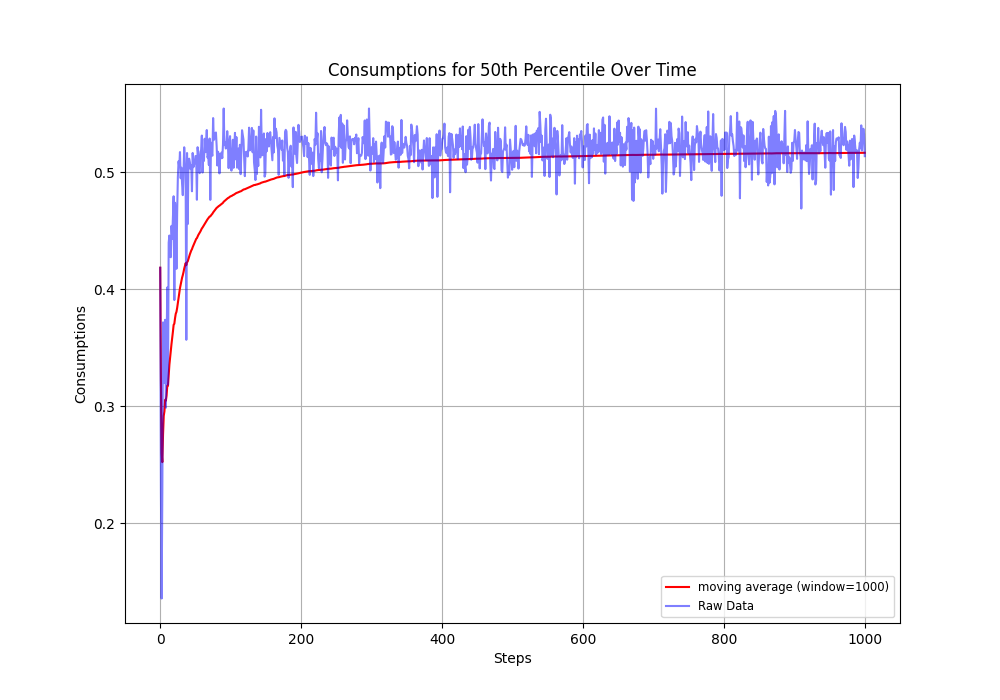 Consumptions for 50th Percentile Over Time
Consumptions
0.5
0.4
0.3
0.2
0
200
400
600
800
1000
Steps
moving average (window=1000)
Raw Data